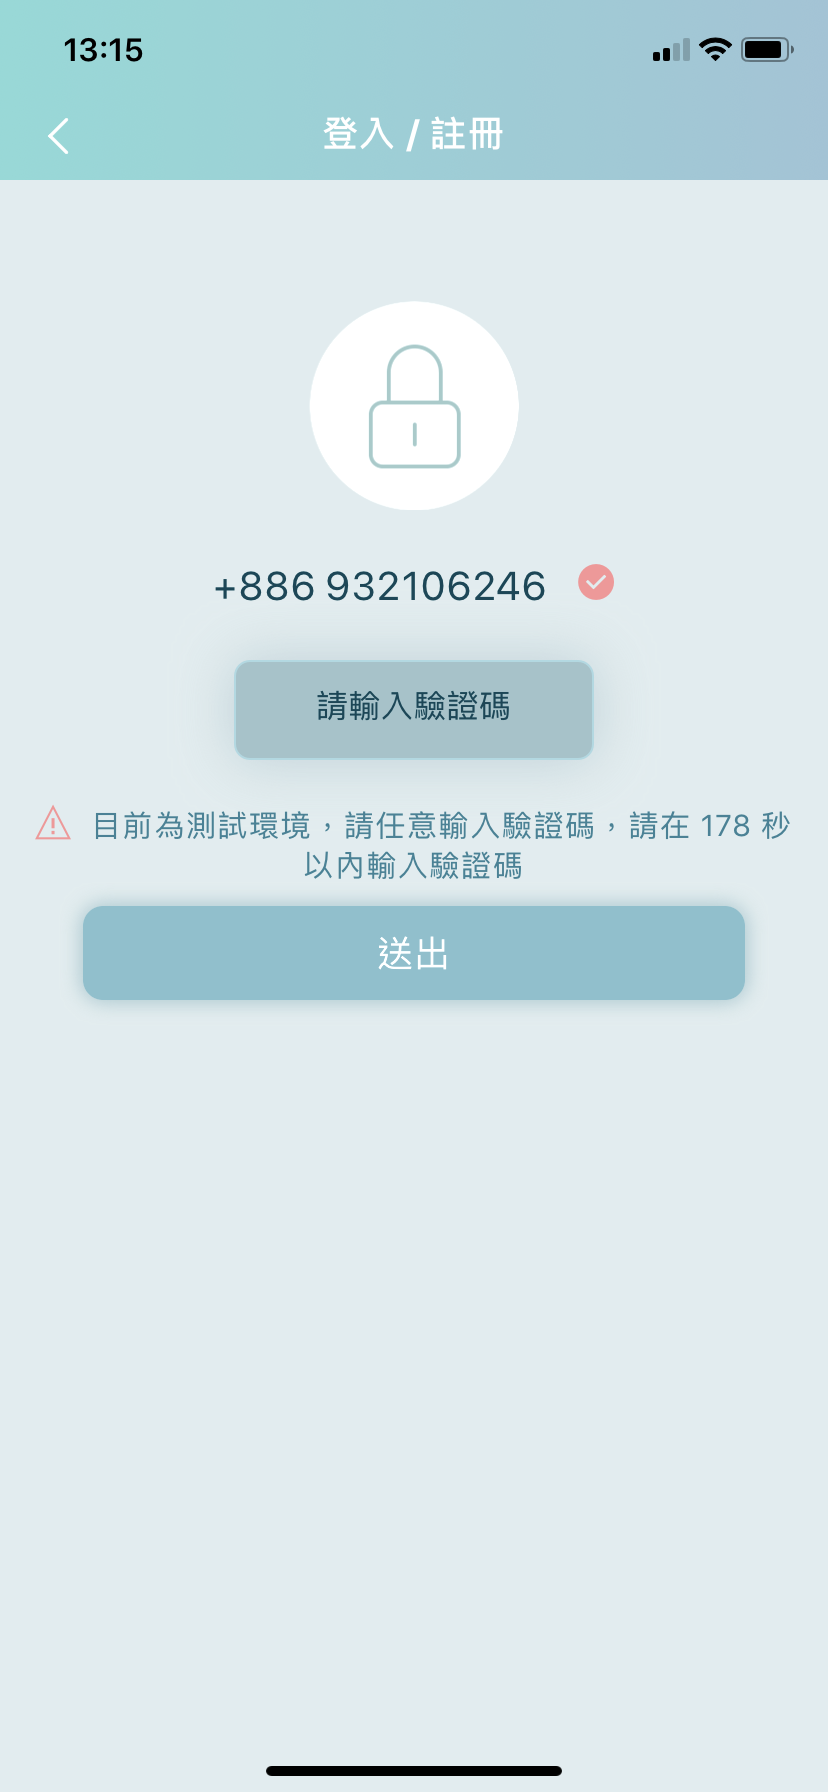 13:15
登入 / 註冊
+886 932106246
請輸入驗證碼
目前為測試環境，請任意輸入驗證碼，請在 178 秒
以內輸入驗證碼
送出